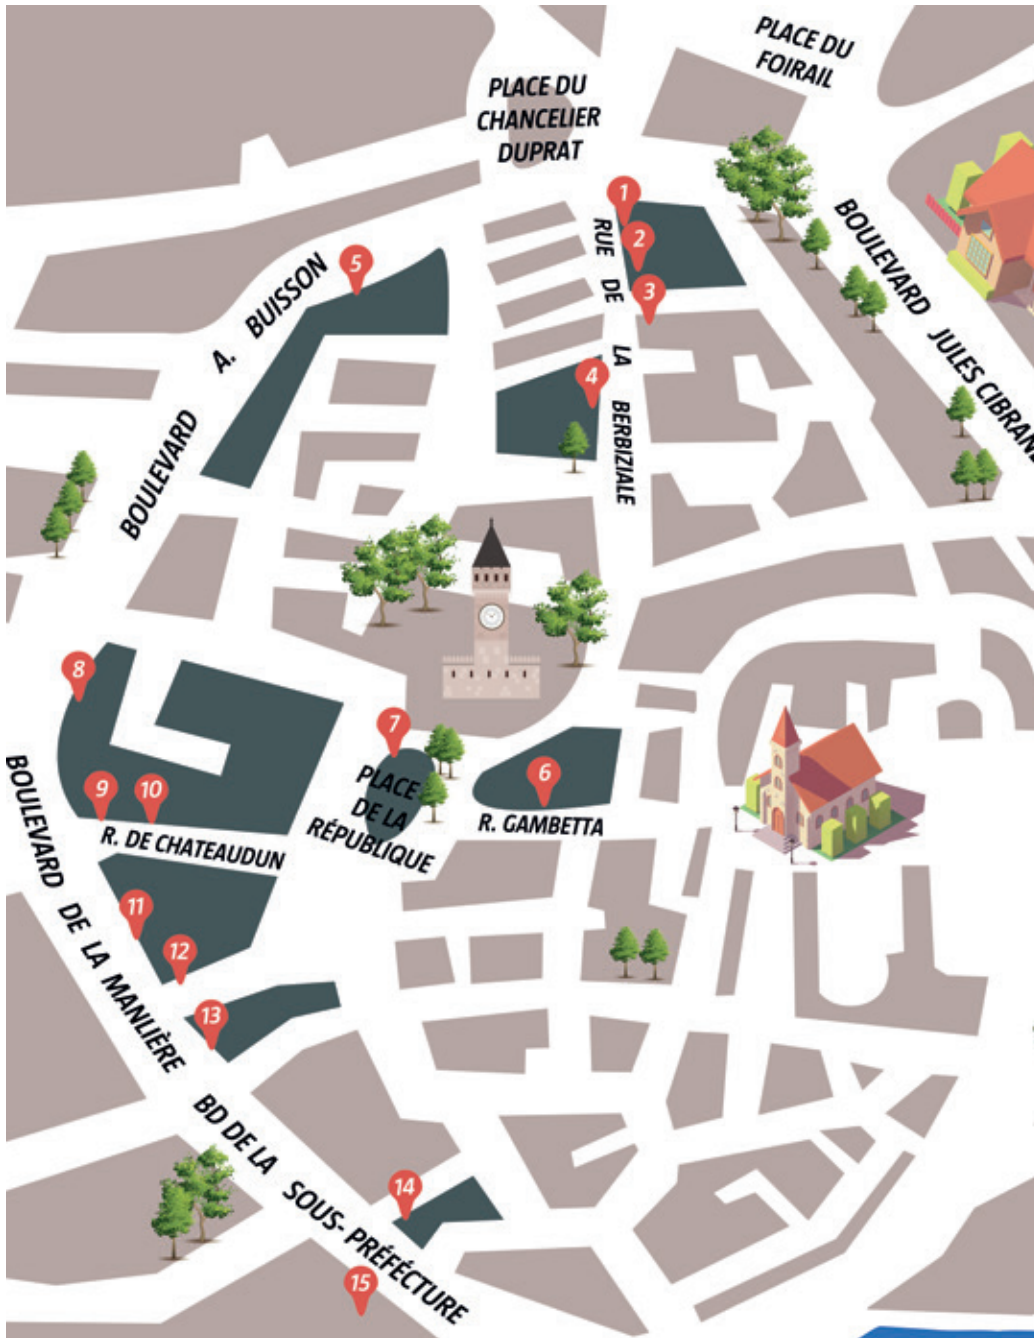 PLACE DU
FOIRAIL
PLACE DU
CHANCELIER
DUPRAT
1
2
3
RUE DE LA BERBIZIALE
4
5
BOULEVARD A. BUISSON
BOULEVARD JULES CIBRAND
8
7
6
PLACE
DE LA
RÉPUBLIQUE
R. GAMBETTA
9
10
R. DE CHATEAUDUN
11
12
13
BOULEVARD DE LA MANLIÈRE
BD DE LA SOUS- PRÉFÉCTURE
14
15